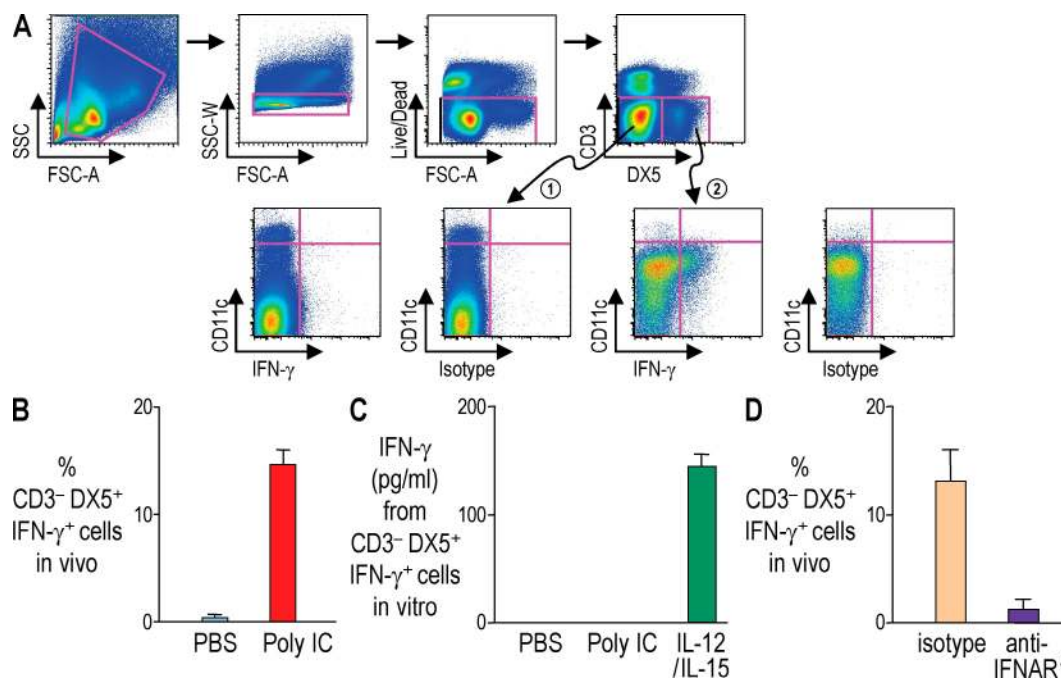 A
SSC
FSC-A
SSC-W
FSC-A
Live/Dead
FSC-A
CD3
DX5
①
②
CD11c
IFN-γ
CD11c
Isotype
CD11c
IFN-γ
CD11c
Isotype
B
20
10
0
%
CD3⁻ DX5⁺
IFN-γ⁺ cells
in vivo
PBS
Poly IC
C
200
100
0
IFN-γ
(pg/ml)
from
CD3⁻ DX5⁺
IFN-γ⁺ cells
in vitro
PBS
Poly IC
IL-12
/IL-15
D
20
10
0
%
CD3⁻ DX5⁺
IFN-γ⁺ cells
in vivo
isotype
anti-
IFNAR